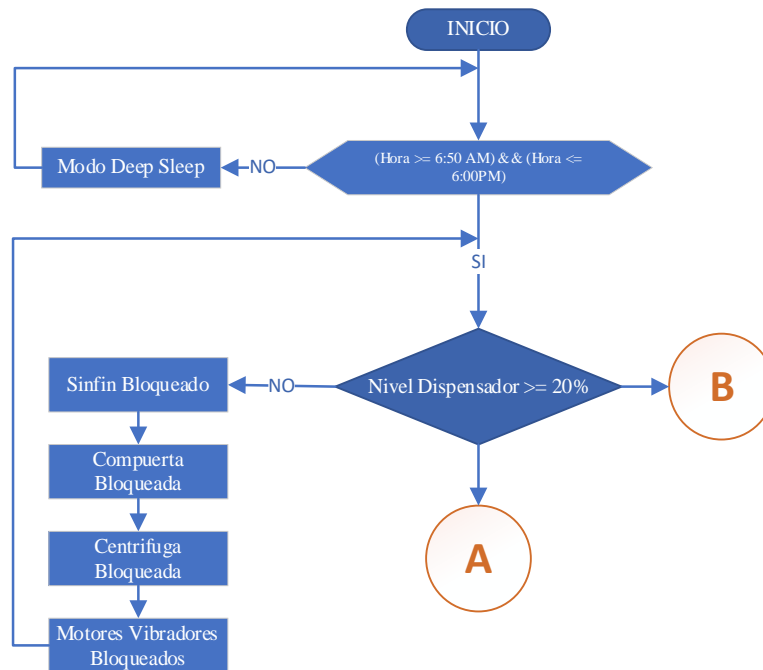 INICIO
(Hora >= 6:50 AM) && (Hora <=
6:00PM)
NO
Modo Deep Sleep
SI
Nivel Dispensador >= 20%
NO
B
Sinfin Bloqueado
Compuerta
Bloqueada
A
Centrifuga
Bloqueada
Motores Vibradores
Bloqueados